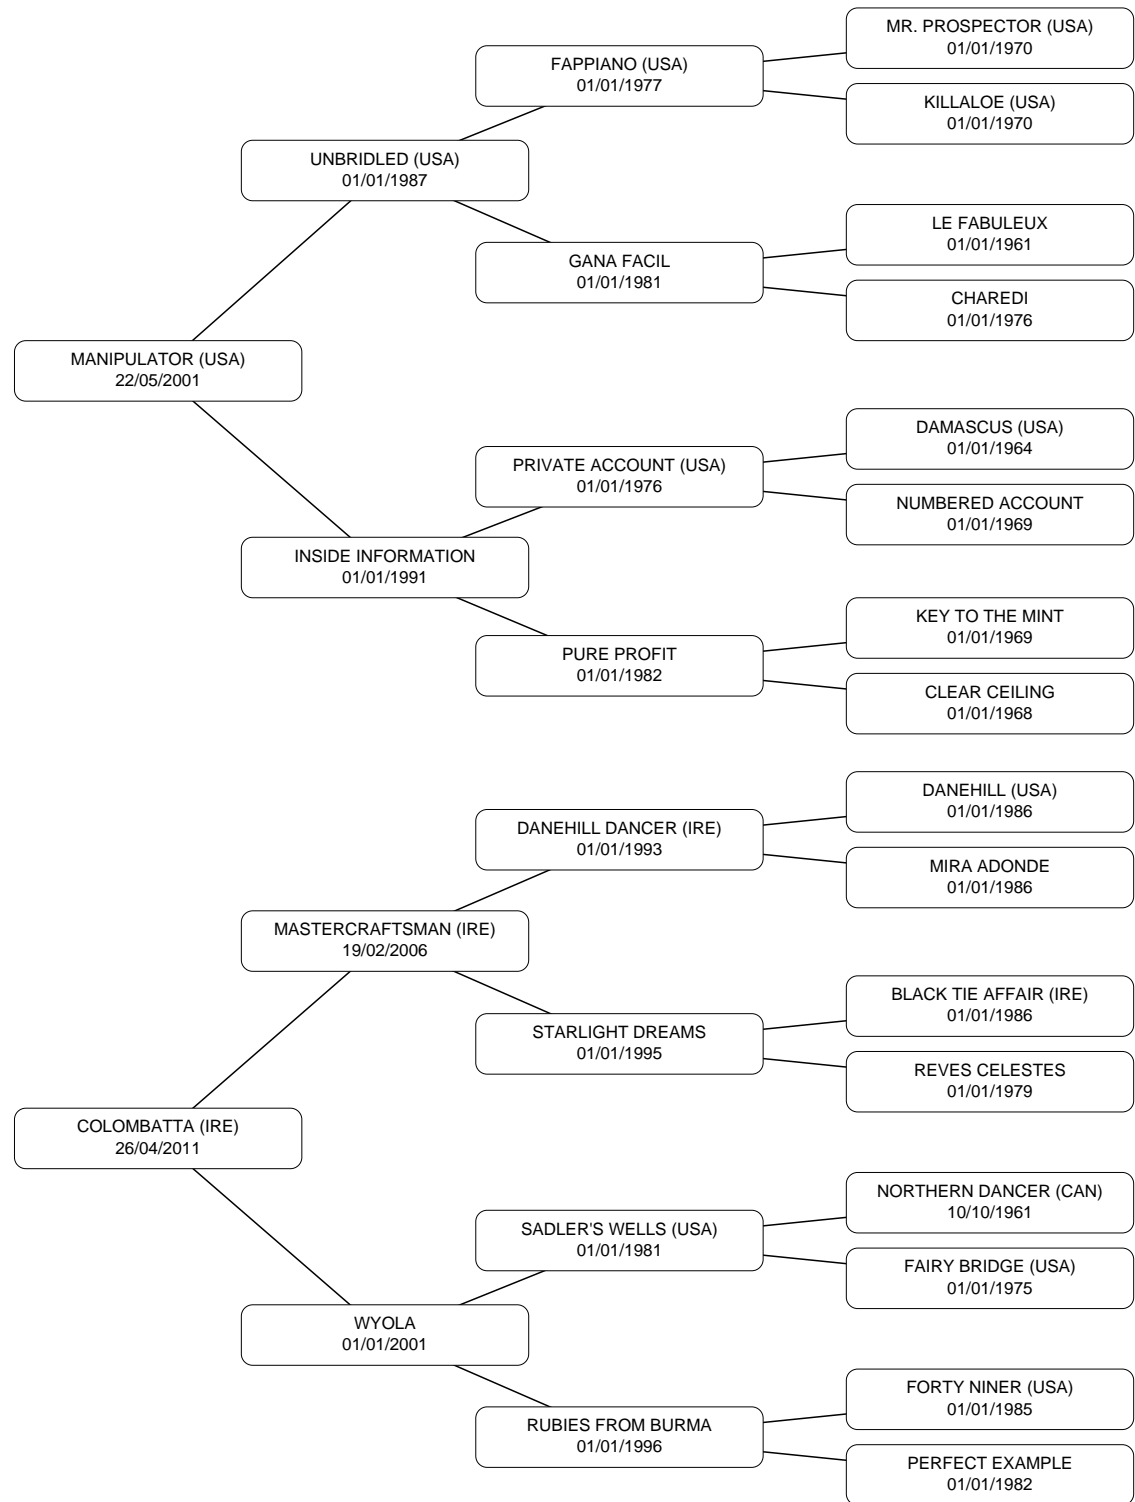 MR. PROSPECTOR (USA)
01/01/1970
FAPPIANO (USA)
01/01/1977
KILLALOE (USA)
01/01/1970
UNBRIDLED (USA)
01/01/1987
LE FABULEUX
01/01/1961
GANA FACIL
01/01/1981
CHAREDI
01/01/1976
MANIPULATOR (USA)
22/05/2001
DAMASCUS (USA)
01/01/1964
PRIVATE ACCOUNT (USA)
01/01/1976
NUMBERED ACCOUNT
01/01/1969
INSIDE INFORMATION
01/01/1991
KEY TO THE MINT
01/01/1969
PURE PROFIT
01/01/1982
CLEAR CEILING
01/01/1968
DANEHILL (USA)
01/01/1986
DANEHILL DANCER (IRE)
01/01/1993
MIRA ADONDE
01/01/1986
MASTERCRAFTSMAN (IRE)
19/02/2006
BLACK TIE AFFAIR (IRE)
01/01/1986
STARLIGHT DREAMS
01/01/1995
REVES CELESTES
01/01/1979
COLOMBATTA (IRE)
26/04/2011
NORTHERN DANCER (CAN)
10/10/1961
SADLER'S WELLS (USA)
01/01/1981
FAIRY BRIDGE (USA)
01/01/1975
WYOLA
01/01/2001
FORTY NINER (USA)
01/01/1985
RUBIES FROM BURMA
01/01/1996
PERFECT EXAMPLE
01/01/1982